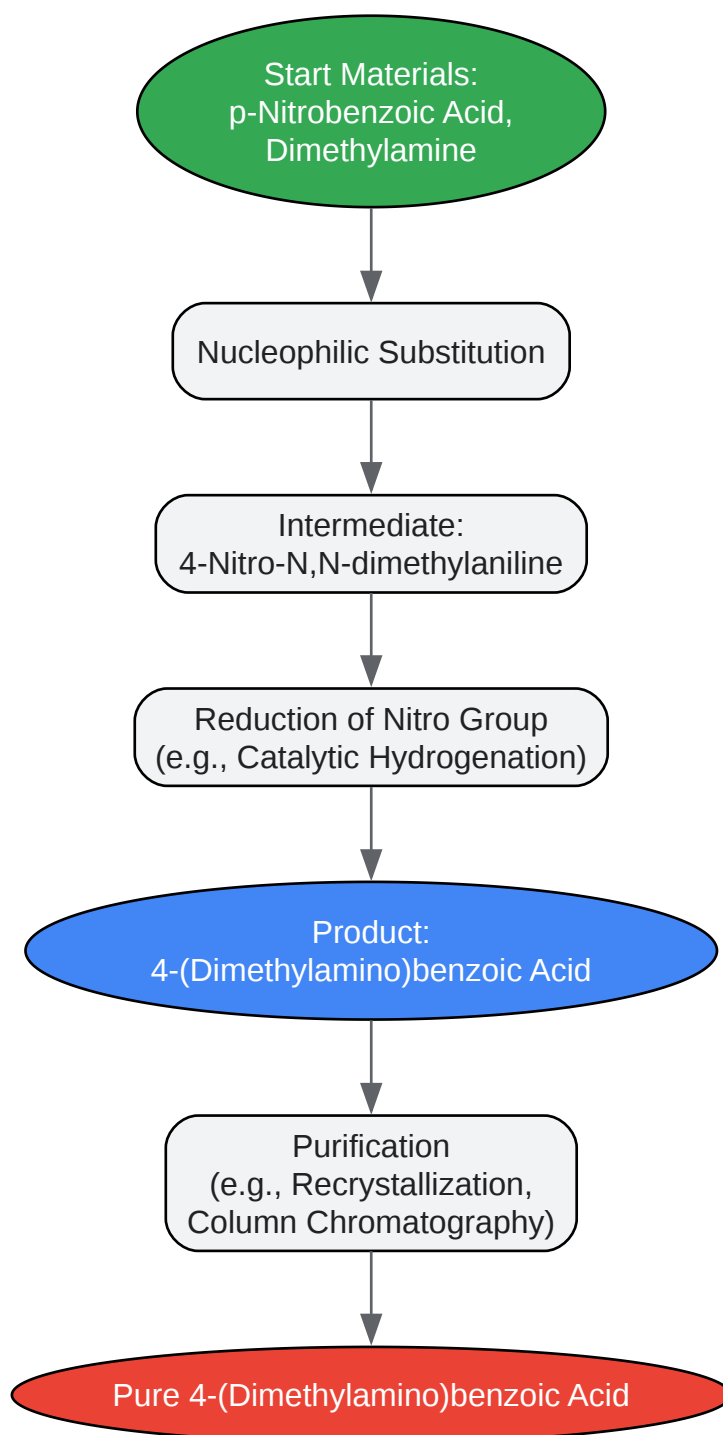 Start Materials:
p-Nitrobenzoic Acid,
Dimethylamine
Nucleophilic Substitution
Intermediate:
4-Nitro-N,N-dimethylaniline
Reduction of Nitro Group
(e.g., Catalytic Hydrogenation)
Product:
4-(Dimethylamino)benzoic Acid
Purification
(e.g., Recrystallization,
Column Chromatography)
Pure 4-(Dimethylamino)benzoic Acid